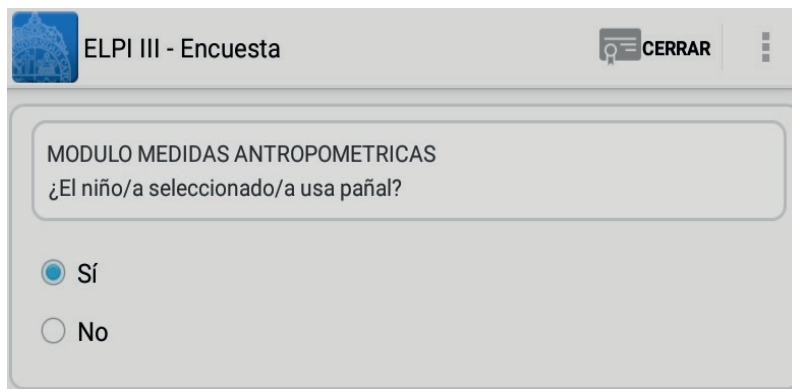 ELPI III - Encuesta
CERRAR
MODULO MEDIDAS ANTROPOMETRICAS
¿El niño/a seleccionado/a usa pañal?
Sí
No